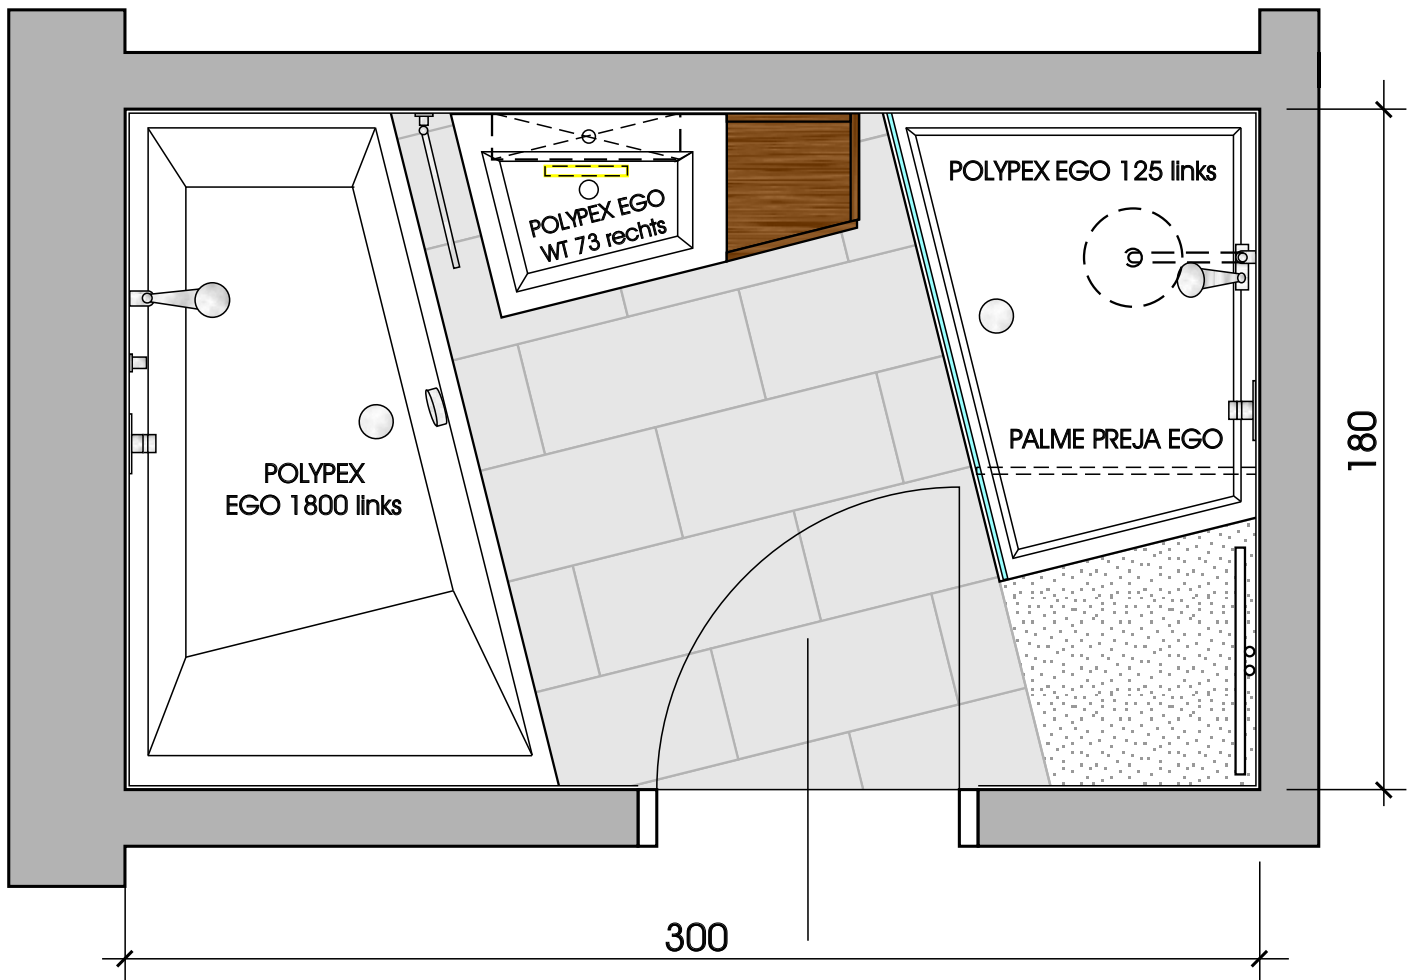 POLYPEX EGO 125 links
POLYPEX EGO
WT 73 rechts
PALME PREJA EGO
POLYPEX
EGO 1800 links
180
300